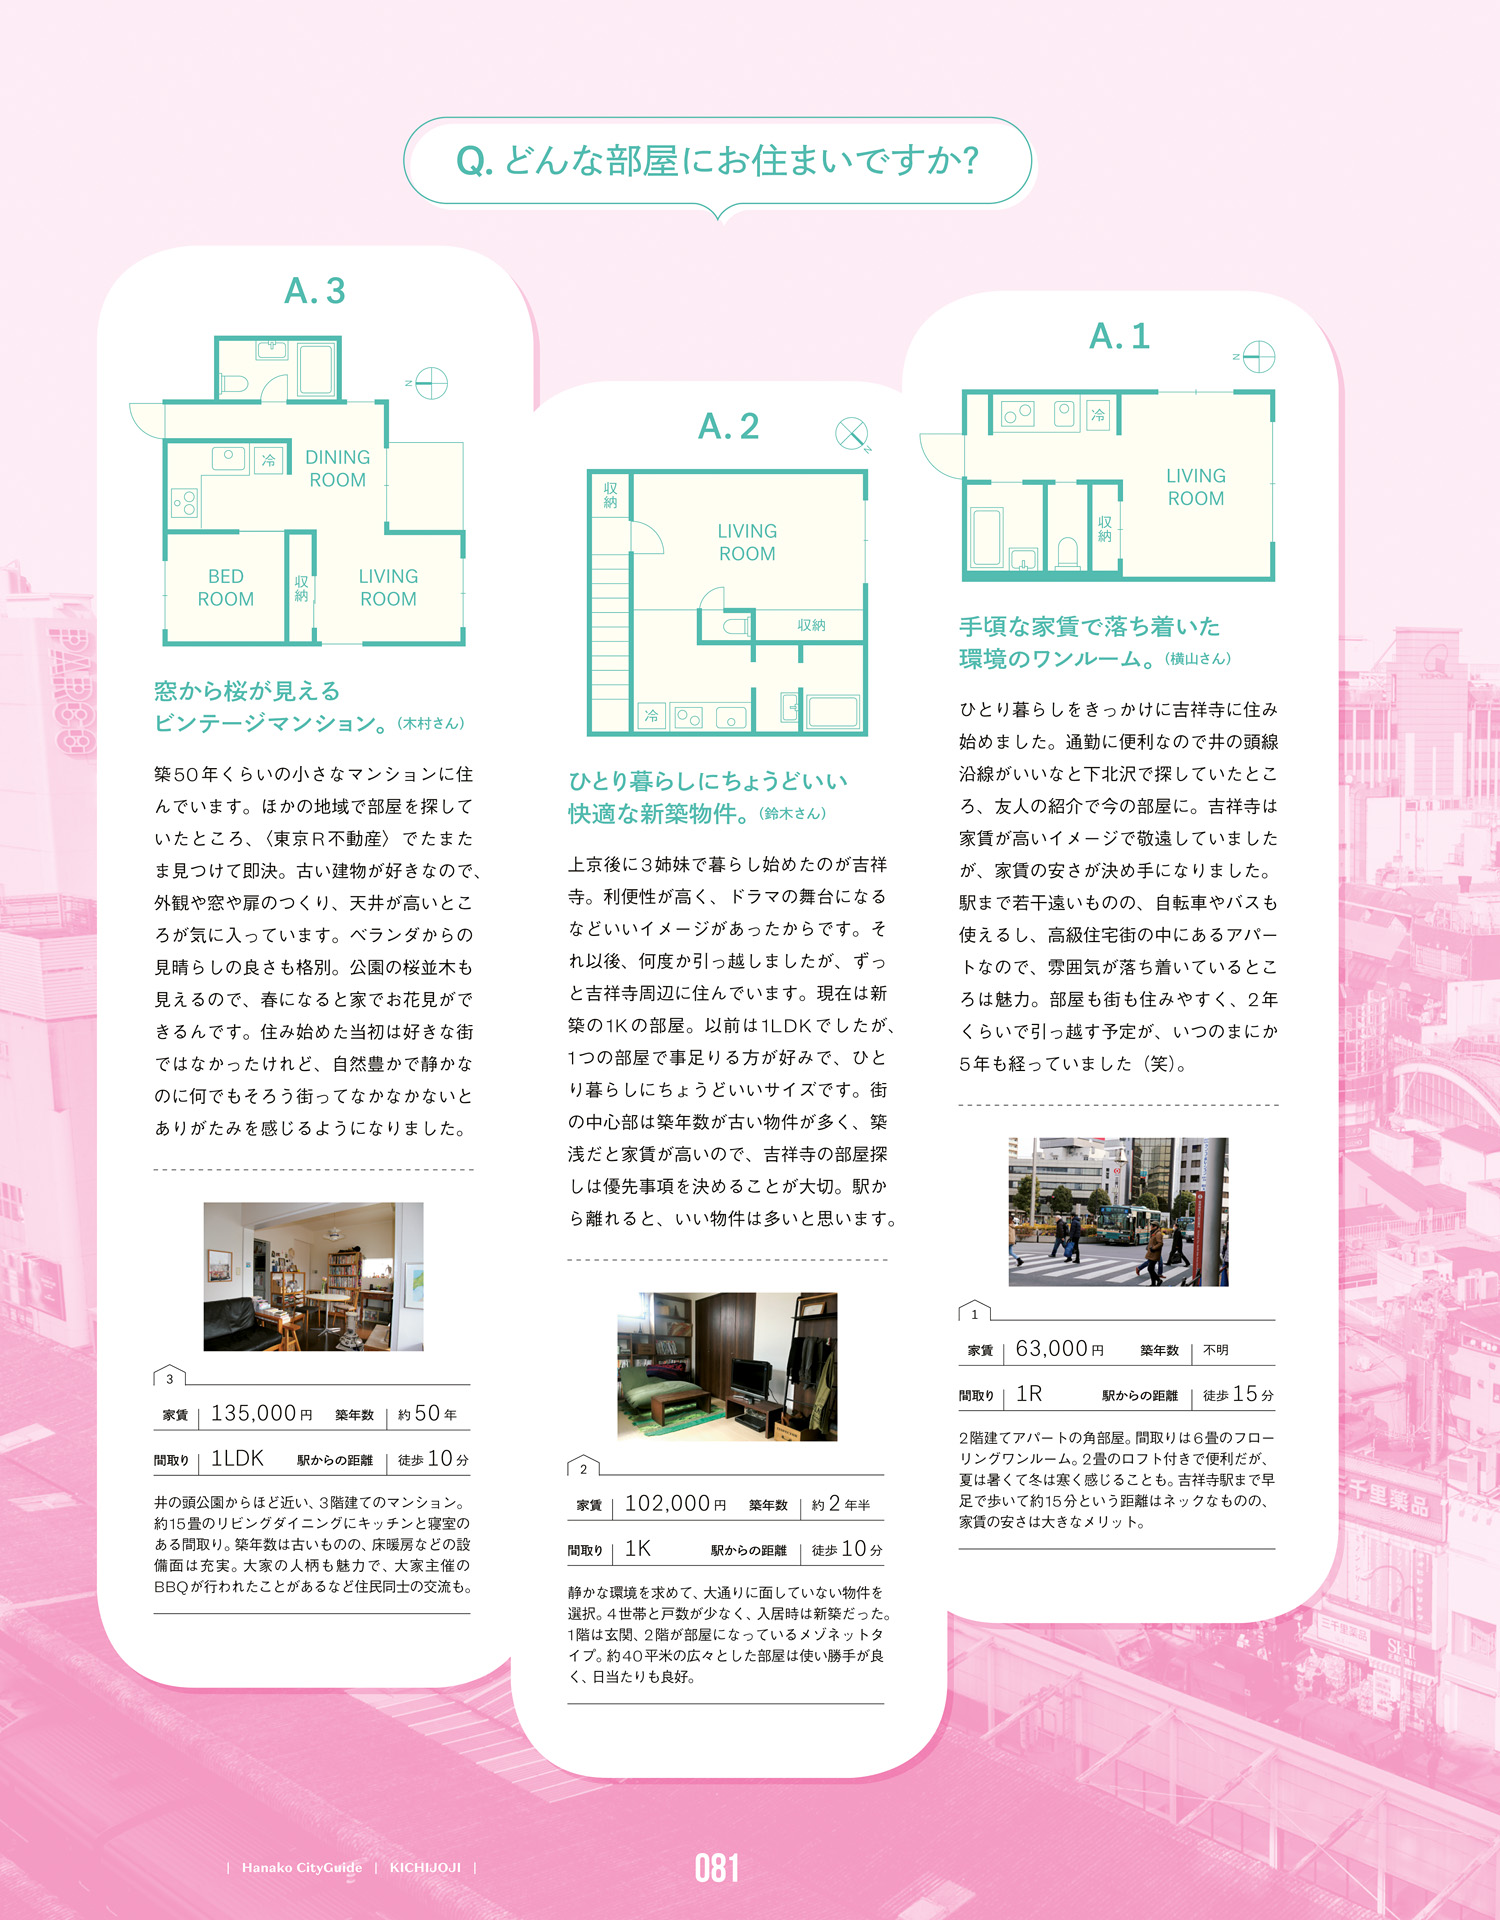 Q. どんな部屋にお住まいですか?
A. 1
N
冷
LIVING
ROOM
収納
手頃な家賃で落ち着いた
環境のワンルーム。（横山さん）
ひとり暮らしをきっかけに吉祥寺に住み
始めました。通勤に便利なので井の頭線
沿線がいいなと下北沢で探していたとこ
ろ、友人の紹介で今の部屋に。吉祥寺は
家賃が高いイメージで敬遠していました
が、家賃の安さが決め手になりました。
駅まで若干遠いものの、自転車やバスも
使えるし、高級住宅街の中にあるアパー
トなので、雰囲気が落ち着いているとこ
ろは魅力。部屋も街も住みやすく、2年
くらいで引っ越す予定が、いつのまにか
5年も経っていました（笑）。
1
家賃 63,000円 築年数 不明
間取り 1R 駅からの距離 徒歩15分
2階建てアパートの角部屋。間取りは6畳のフロー
リングワンルーム。2畳のロフト付きで便利だが、
夏は暑くて冬は寒く感じることも。吉祥寺駅まで早
足で歩いて約15分という距離はネックなものの、
家賃の安さは大きなメリット。
A. 2
N
収納
LIVING
ROOM
収納
冷
ひとり暮らしにちょうどいい
快適な新築物件。（鈴木さん）
上京後に3姉妹で暮らし始めたのが吉祥
寺。利便性が高く、ドラマの舞台になる
などいいイメージがあったからです。そ
れ以後、何度か引っ越しましたが、ずっ
と吉祥寺周辺に住んでいます。現在は新
築の1Kの部屋。以前は1LDKでしたが、
1つの部屋で事足りる方が好みで、ひと
り暮らしにちょうどいいサイズです。街
の中心部は築年数が古い物件が多く、築
浅だと家賃が高いので、吉祥寺の部屋探
しは優先事項を決めることが大切。駅か
ら離れると、いい物件は多いと思います。
2
家賃 102,000円 築年数 約2年半
間取り 1K 駅からの距離 徒歩10分
静かな環境を求めて、大通りに面していない物件を
選択。4世帯と戸数が少なく、入居時は新築だった。
1階は玄関、2階が部屋になっているメゾネットタ
イプ。約40平米の広々とした部屋は使い勝手が良
く、日当たりも良好。
A. 3
N
冷
DINING
ROOM
BED
ROOM
収納
LIVING
ROOM
窓から桜が見える
ビンテージマンション。（木村さん）
築50年くらいの小さなマンションに住
んでいます。ほかの地域で部屋を探して
いたところ、〈東京R不動産〉でたまた
ま見つけて即決。古い建物が好きなので、
外観や窓や扉のつくり、天井が高いとこ
ろが気に入っています。ベランダからの
見晴らしの良さも格別。公園の桜並木も
見えるので、春になると家でお花見がで
きるんです。住み始めた当初は好きな街
ではなかったけれど、自然豊かで静かな
のに何でもそろう街ってなかなかないと
ありがたみを感じるようになりました。
3
家賃 135,000円 築年数 約50年
間取り 1LDK 駅からの距離 徒歩10分
井の頭公園からほど近い、3階建てのマンション。
約15畳のリビングダイニングにキッチンと寝室の
ある間取り。築年数は古いものの、床暖房などの設
備面は充実。大家の人柄も魅力で、大家主催の
BBQが行われたことがあるなど住民同士の交流も。
PARCO
三千里薬品
三千里薬品
| Hanako CityGuide | KICHIJOJI |
081